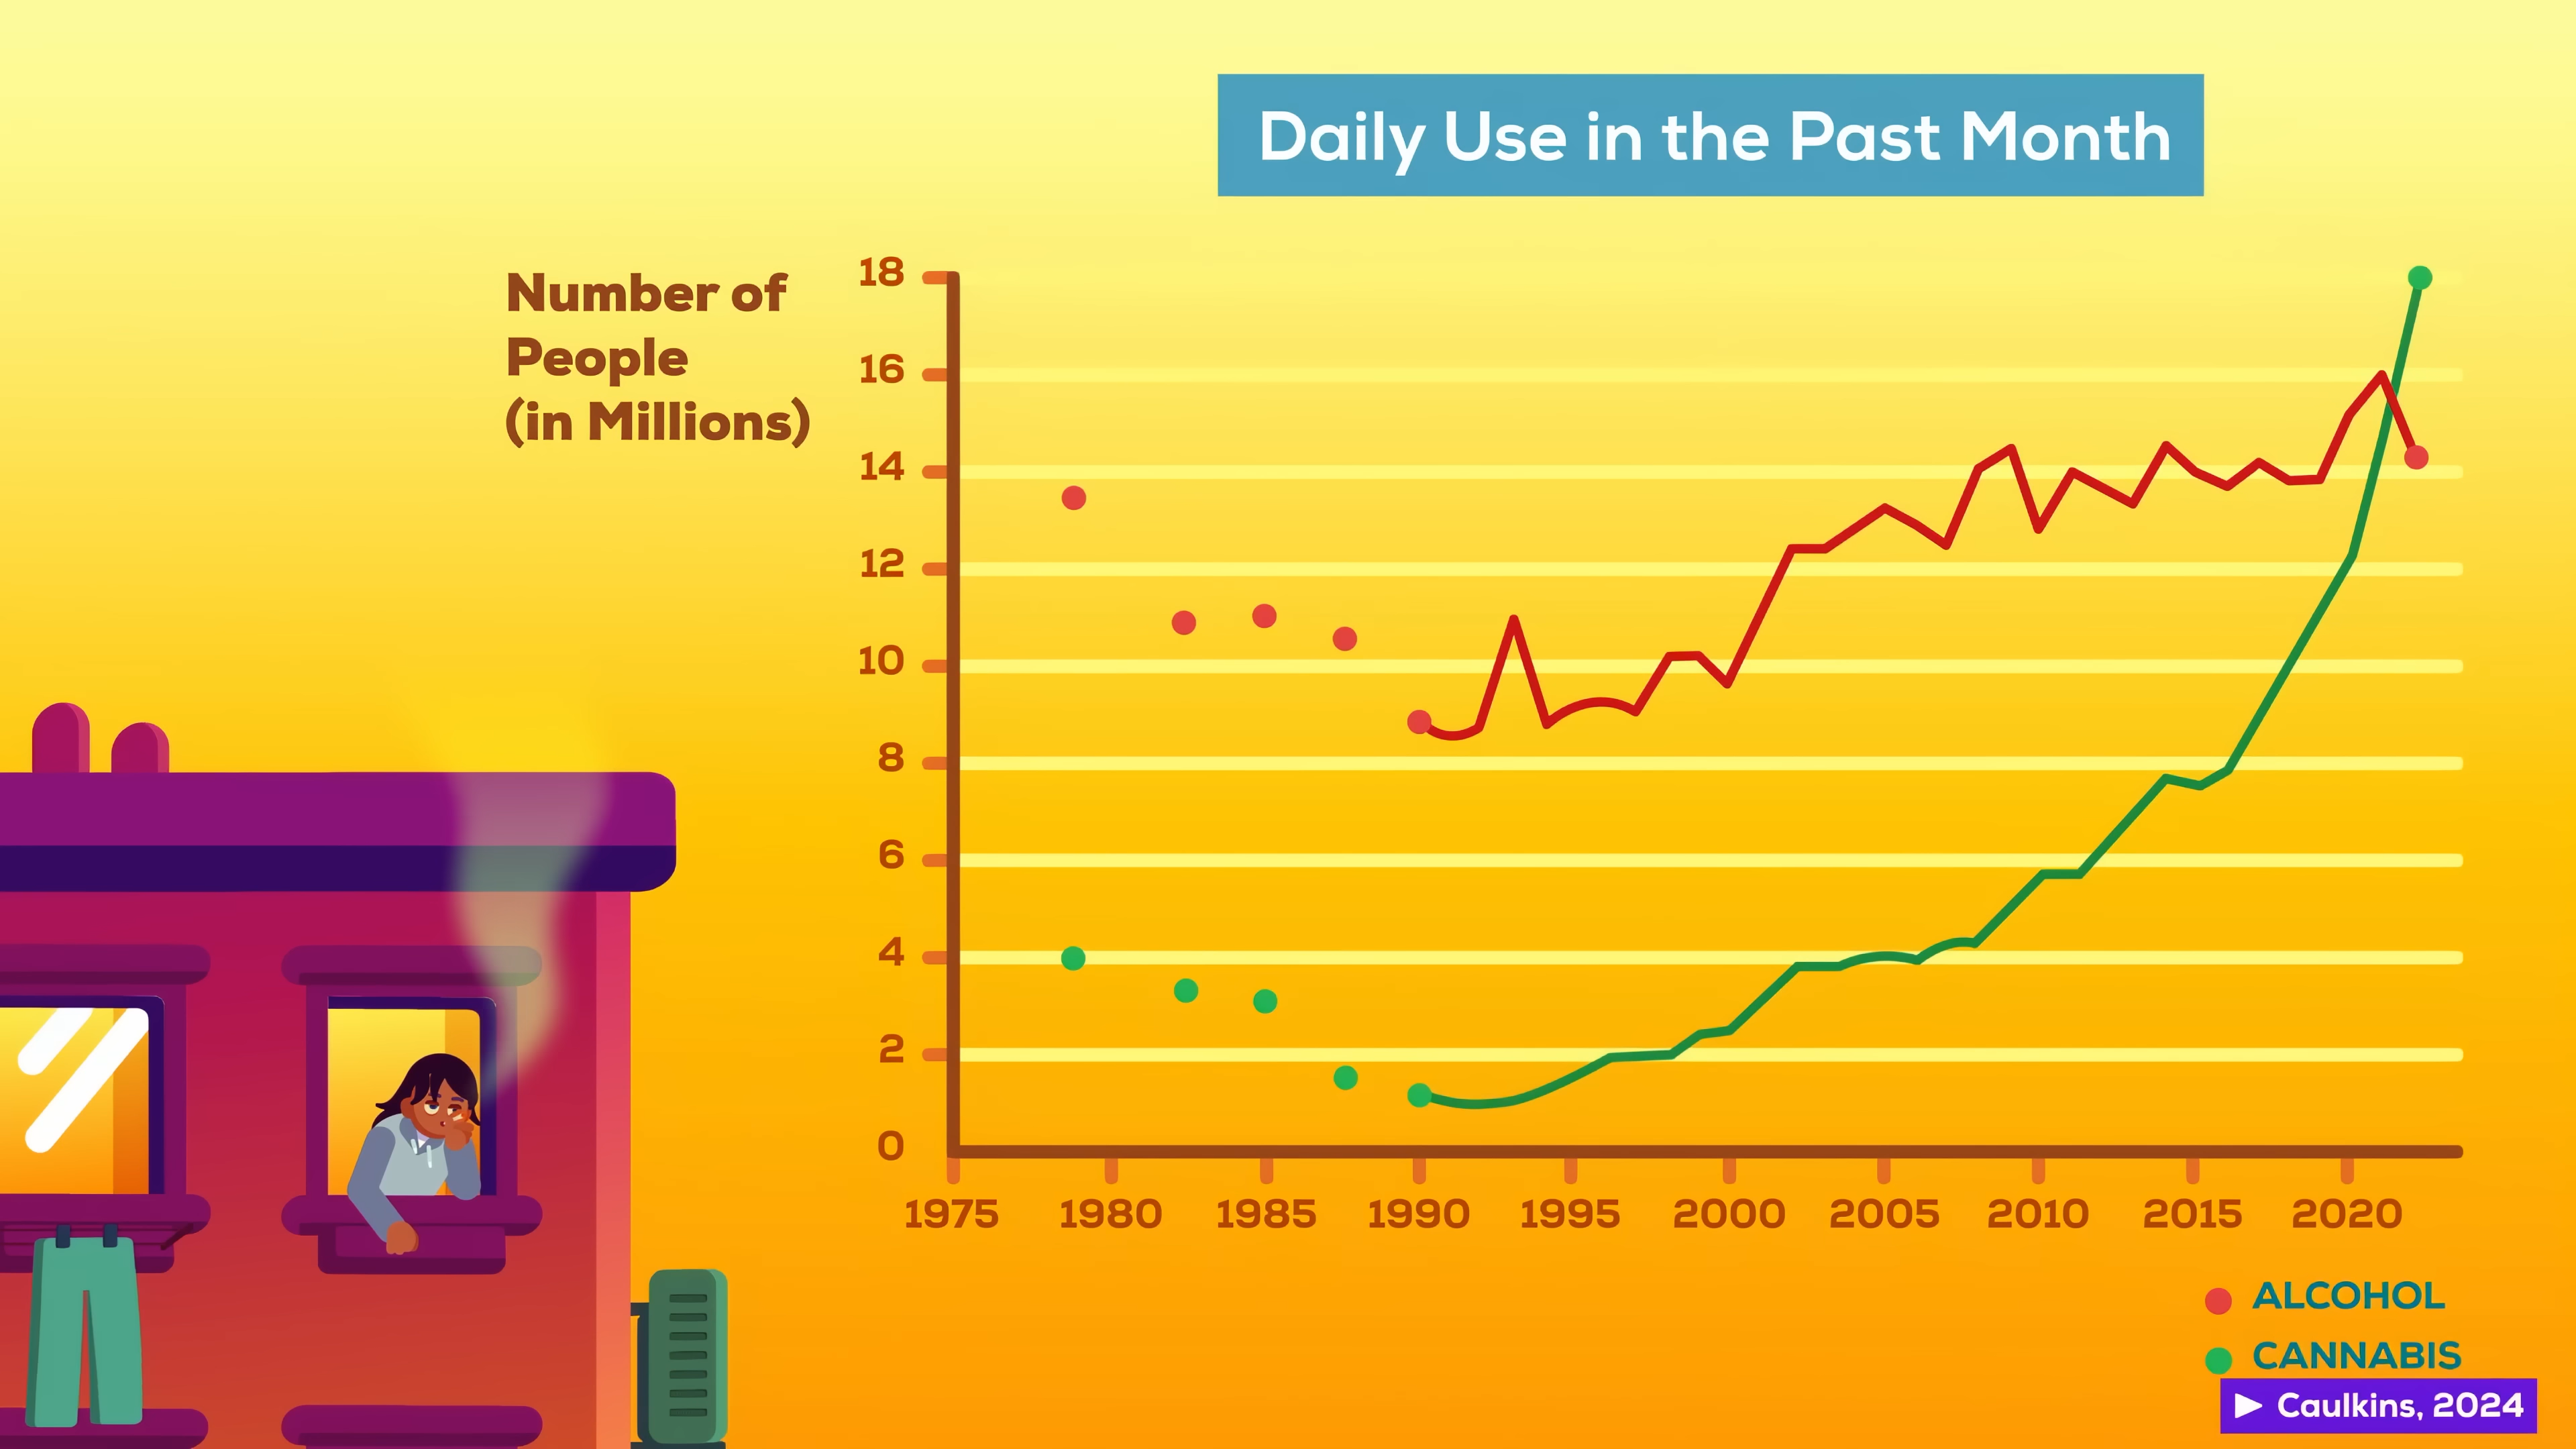 Daily Use in the Past Month
Number of
People
(in Millions)
18
16
14
12
10
8
6
4
2
0
1975 1980 1985 1990 1995 2000 2005 2010 2015 2020
ALCOHOL
CANNABIS
Caulkins, 2024